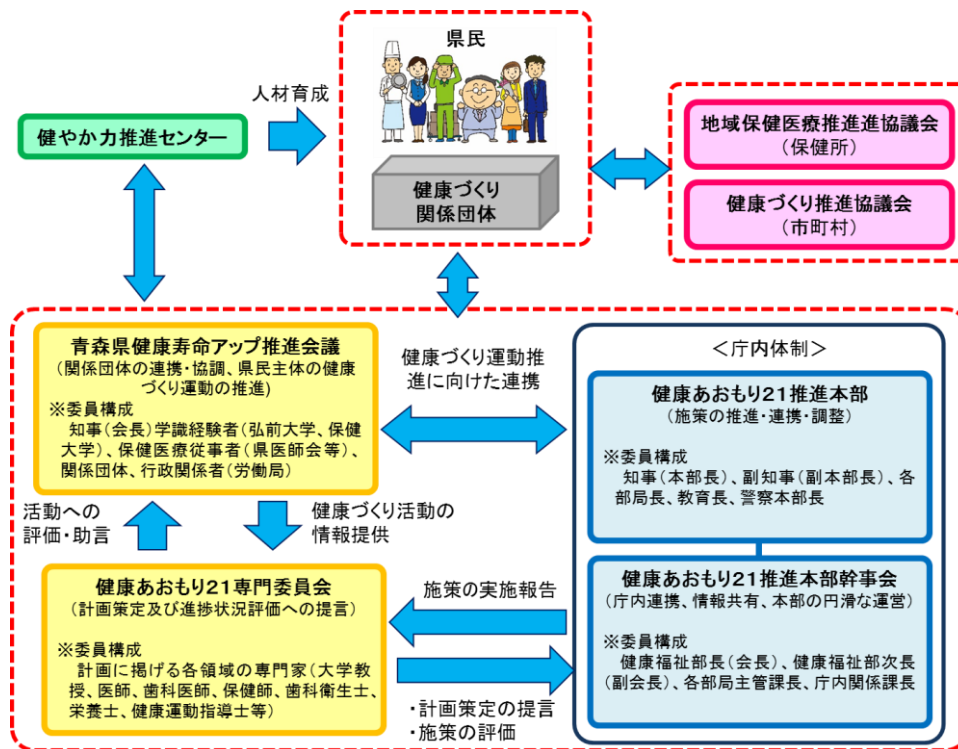 県民
人材育成
健やか力推進センター
健康づくり
関係団体
地域保健医療推進進協議会
(保健所)
健康づくり推進協議会
(市町村)
青森県健康寿命アップ推進会議
(関係団体の連携・協調、県民主体の健康
づくり運動の推進)
※委員構成
知事(会長)学識経験者(弘前大学、保健
大学)、保健医療従事者(県医師会等)、
関係団体、行政関係者(労働局)
健康づくり運動推
進に向けた連携
<庁内体制>
健康あおもり21推進本部
(施策の推進・連携・調整)
※委員構成
知事(本部長)、副知事(副本部長)、各
部局長、教育長、警察本部長
活動への
評価・助言
健康づくり活動の
情報提供
健康あおもり21専門委員会
(計画策定及び進捗状況評価への提言)
※委員構成
計画に掲げる各領域の専門家(大学教
授、医師、歯科医師、保健師、歯科衛生士、
栄養士、健康運動指導士等)
施策の実施報告
・計画策定の提言
・施策の評価
健康あおもり21推進本部幹事会
(庁内連携、情報共有、本部の円滑な運営)
※委員構成
健康福祉部長(会長)、健康福祉部次長
(副会長)、各部局主管課長、庁内関係課長